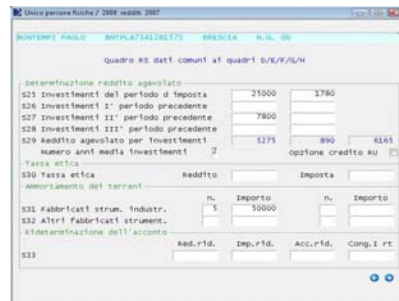 Unico persona fisiche / 2008 redditi 2007
BONTEMPI PAOLO BRESCIA N.G. 00
Quadro RS dati comuni ai quadri D/E/F/G/H
Determinazione reddito agevolato
S25 Investimenti del periodo d imposta 25000 1780
S26 Investimenti I' periodo precedente
S27 Investimenti II' periodo precedente 7800
S28 Investimenti III' periodo precedente
S29 Reddito agevolato per investimenti 5275 890 6165
Numero anni media investimenti 2 Opzione credito RU
Tassa etica
S30 Tassa etica Reddito Imposta
Ammortamento dei terreni
n. Importo n. Importo
S31 Fabbricati strum. industr. 5 50000
S32 Altri fabbricati strument.
Rideterminazione dell'acconto
Red.rid. Imp.rid. Acc.rid. Cong.I rt
S33